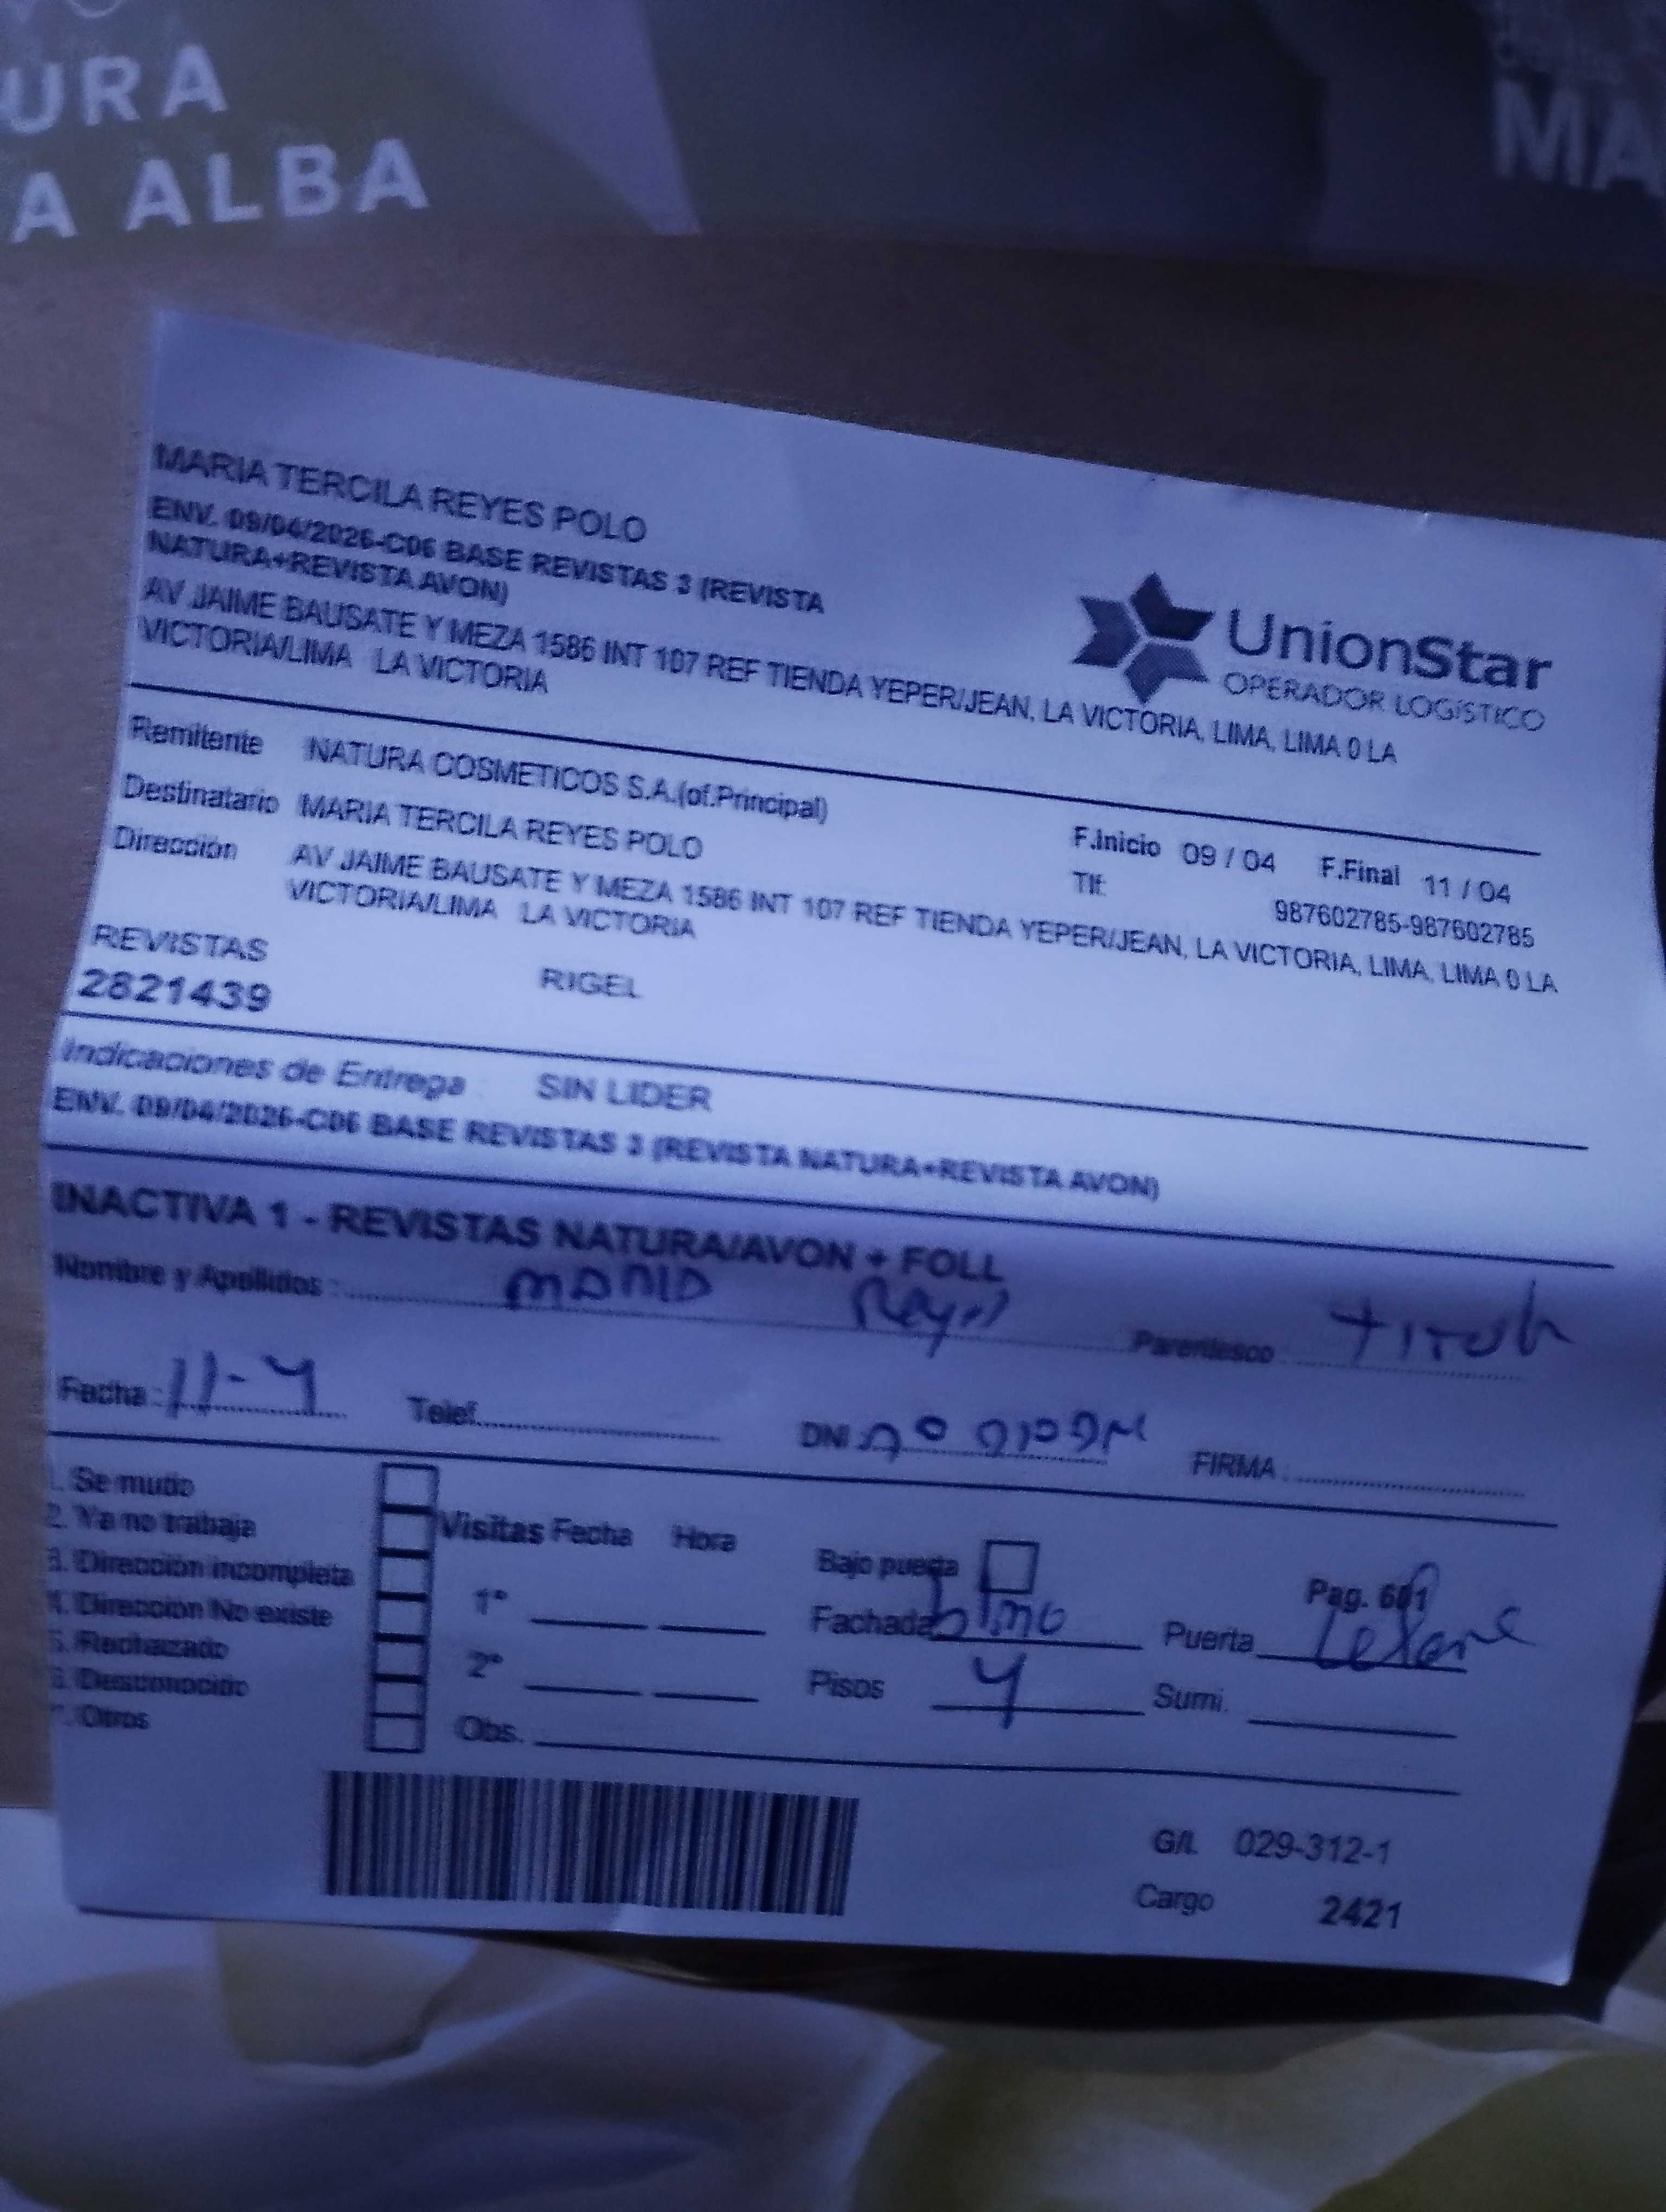 URA
A ALBA
MA
MARIA TERCILA REYES POLO
ENV. 09/04/2026-C06 BASE REVISTAS 3 (REVISTA
NATURA+REVISTA AVON)
AV JAIME BAUSATE Y MEZA 1586 INT 107 REF TIENDA YEPER/JEAN, LA VICTORIA, LIMA, LIMA 0 LA
VICTORIA/LIMA LA VICTORIA
UnionStar
OPERADOR LOGÍSTICO
Remitente NATURA COSMETICOS S.A.(of.Principal)
F.Inicio 09 / 04 F.Final 11 / 04
Destinatario MARIA TERCILA REYES POLO
Tlf: 987602785-987602785
Dirección AV JAIME BAUSATE Y MEZA 1586 INT 107 REF TIENDA YEPER/JEAN, LA VICTORIA, LIMA, LIMA 0 LA
VICTORIA/LIMA LA VICTORIA
REVISTAS
2821439 RIGEL
Indicaciones de Entrega : SIN LIDER
ENV. 09/04/2026-C06 BASE REVISTAS 3 (REVISTA NATURA+REVISTA AVON)
INACTIVA 1 - REVISTAS NATURA/AVON + FOLL
Nombre y Apellidos : Reyes Parentesco :
Fecha : 11-4 Telef. DNI FIRMA :
1. Se mudo
2. Ya no trabaja
3. Dirección incompleta
4. Direccion No existe
5. Rechazado
6. Desconocido
7. Otros
Visitas Fecha Hora
1°
2°
Obs.
Bajo puerta Pag.
Fachada Puerta
Pisos 4 Sumi.
G/L 029-312-1
Cargo 2421